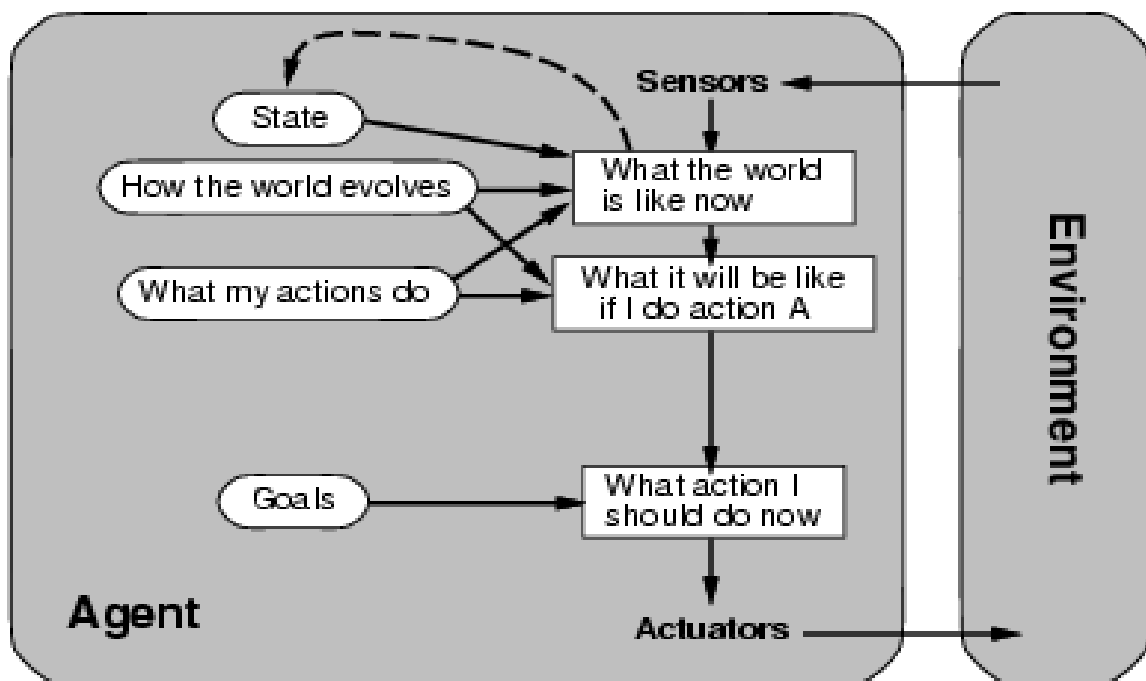 Sensors
State
What the world
is like now
How the world evolves
What my actions do
What it will be like
if I do action A
Goals
What action I
should do now
Agent
Actuators
Environment